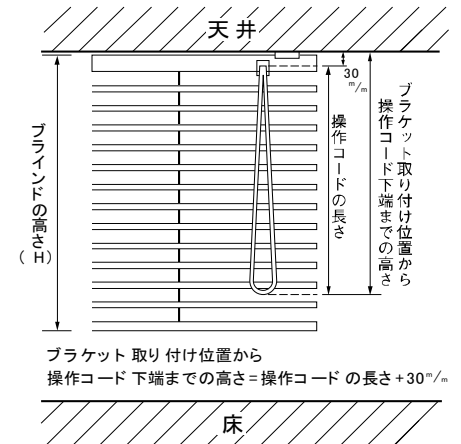 天井
30
m/m
ブラケット取り付け位置から
操作コード下端までの高さ
操作コードの長さ
ブラインドの高さ
( H)
ブラケット取り付け位置から
操作コード下端までの高さ=操作コードの長さ+30m/m
床